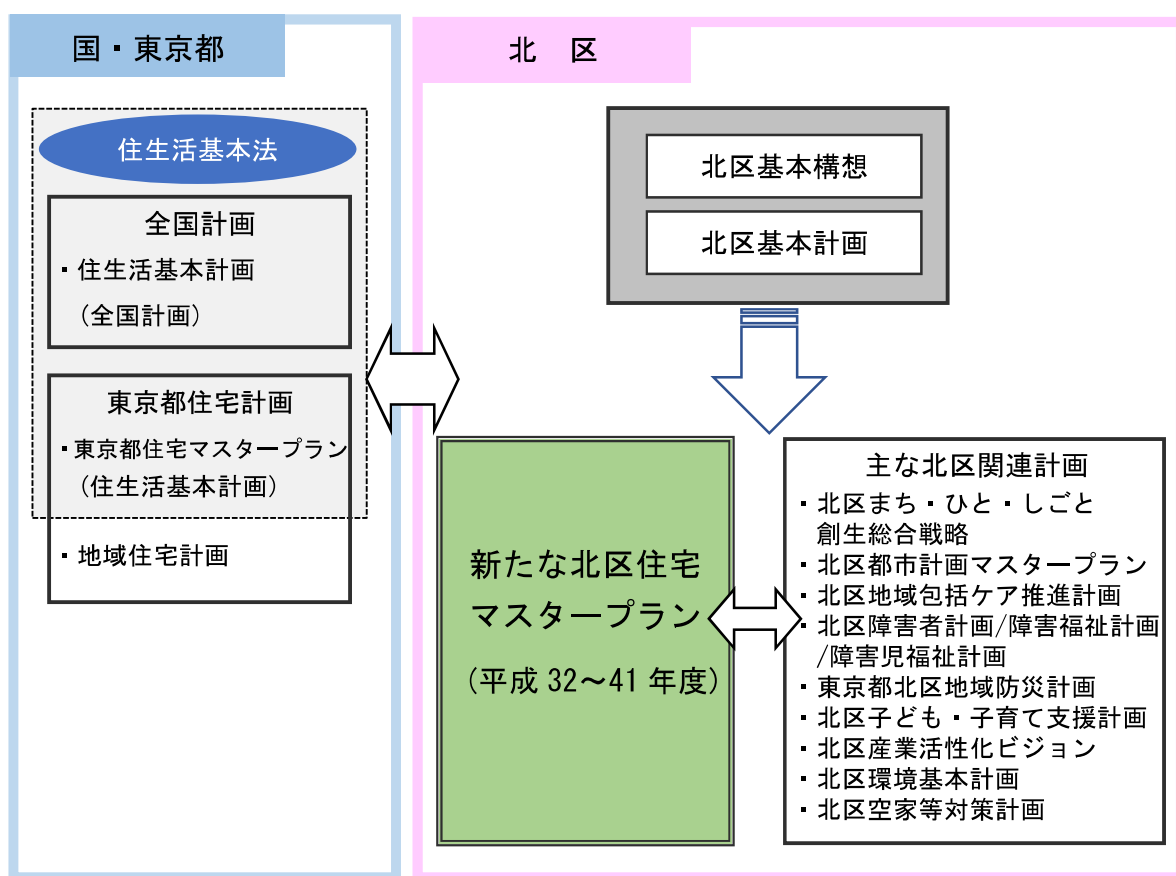 国・東京都
住生活基本法
全国計画
・住生活基本計画
（全国計画）
東京都住宅計画
・東京都住宅マスタープラン
（住生活基本計画）
・地域住宅計画
北　区
北区基本構想
北区基本計画
新たな北区住宅
マスタープラン
（平成 32～41 年度）
主な北区関連計画
・北区まち・ひと・しごと
創生総合戦略
・北区都市計画マスタープラン
・北区地域包括ケア推進計画
・北区障害者計画/障害福祉計画
/障害児福祉計画
・東京都北区地域防災計画
・北区子ども・子育て支援計画
・北区産業活性化ビジョン
・北区環境基本計画
・北区空家等対策計画